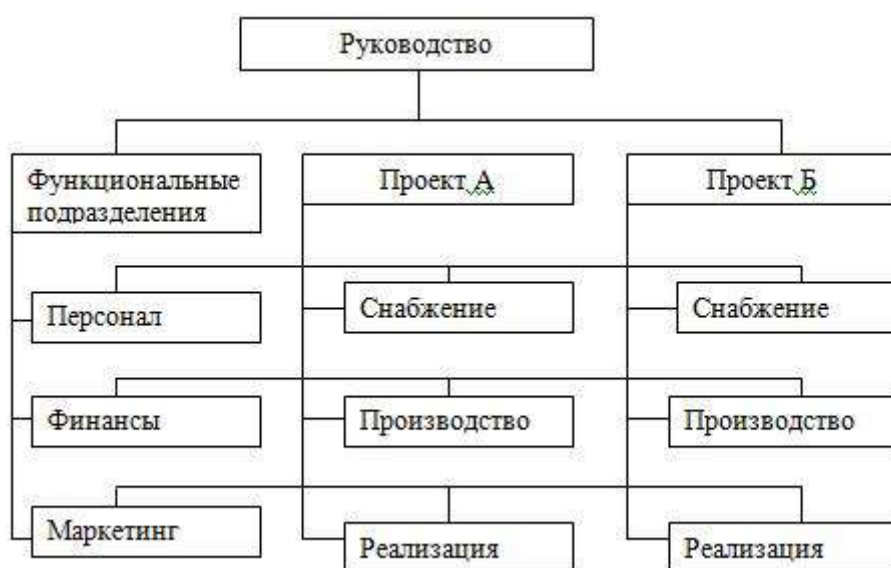 Руководство
Функциональные
подразделения
Проект А
Проект Б
Персонал
Снабжение
Снабжение
Финансы
Производство
Производство
Маркетинг
Реализация
Реализация